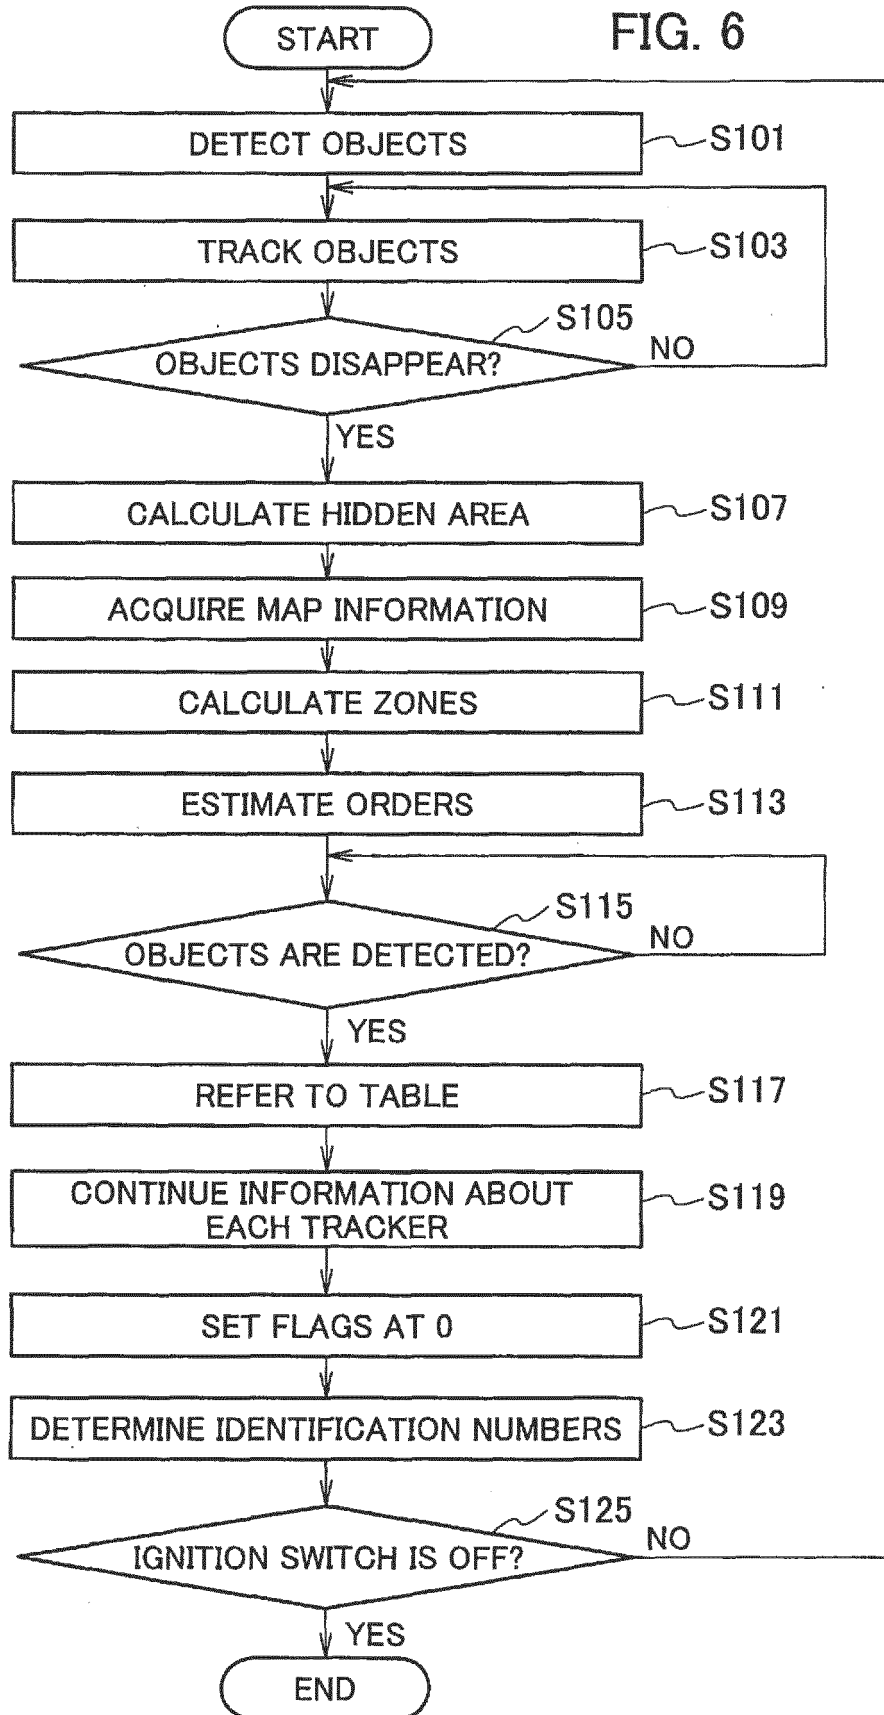 START
FIG. 6
DETECT OBJECTS
S101
TRACK OBJECTS
S103
S105
OBJECTS DISAPPEAR?
NO
YES
CALCULATE HIDDEN AREA
S107
ACQUIRE MAP INFORMATION
S109
CALCULATE ZONES
S111
ESTIMATE ORDERS
S113
S115
OBJECTS ARE DETECTED?
NO
YES
REFER TO TABLE
S117
CONTINUE INFORMATION ABOUT
EACH TRACKER
S119
SET FLAGS AT 0
S121
DETERMINE IDENTIFICATION NUMBERS
S123
S125
IGNITION SWITCH IS OFF?
NO
YES
END